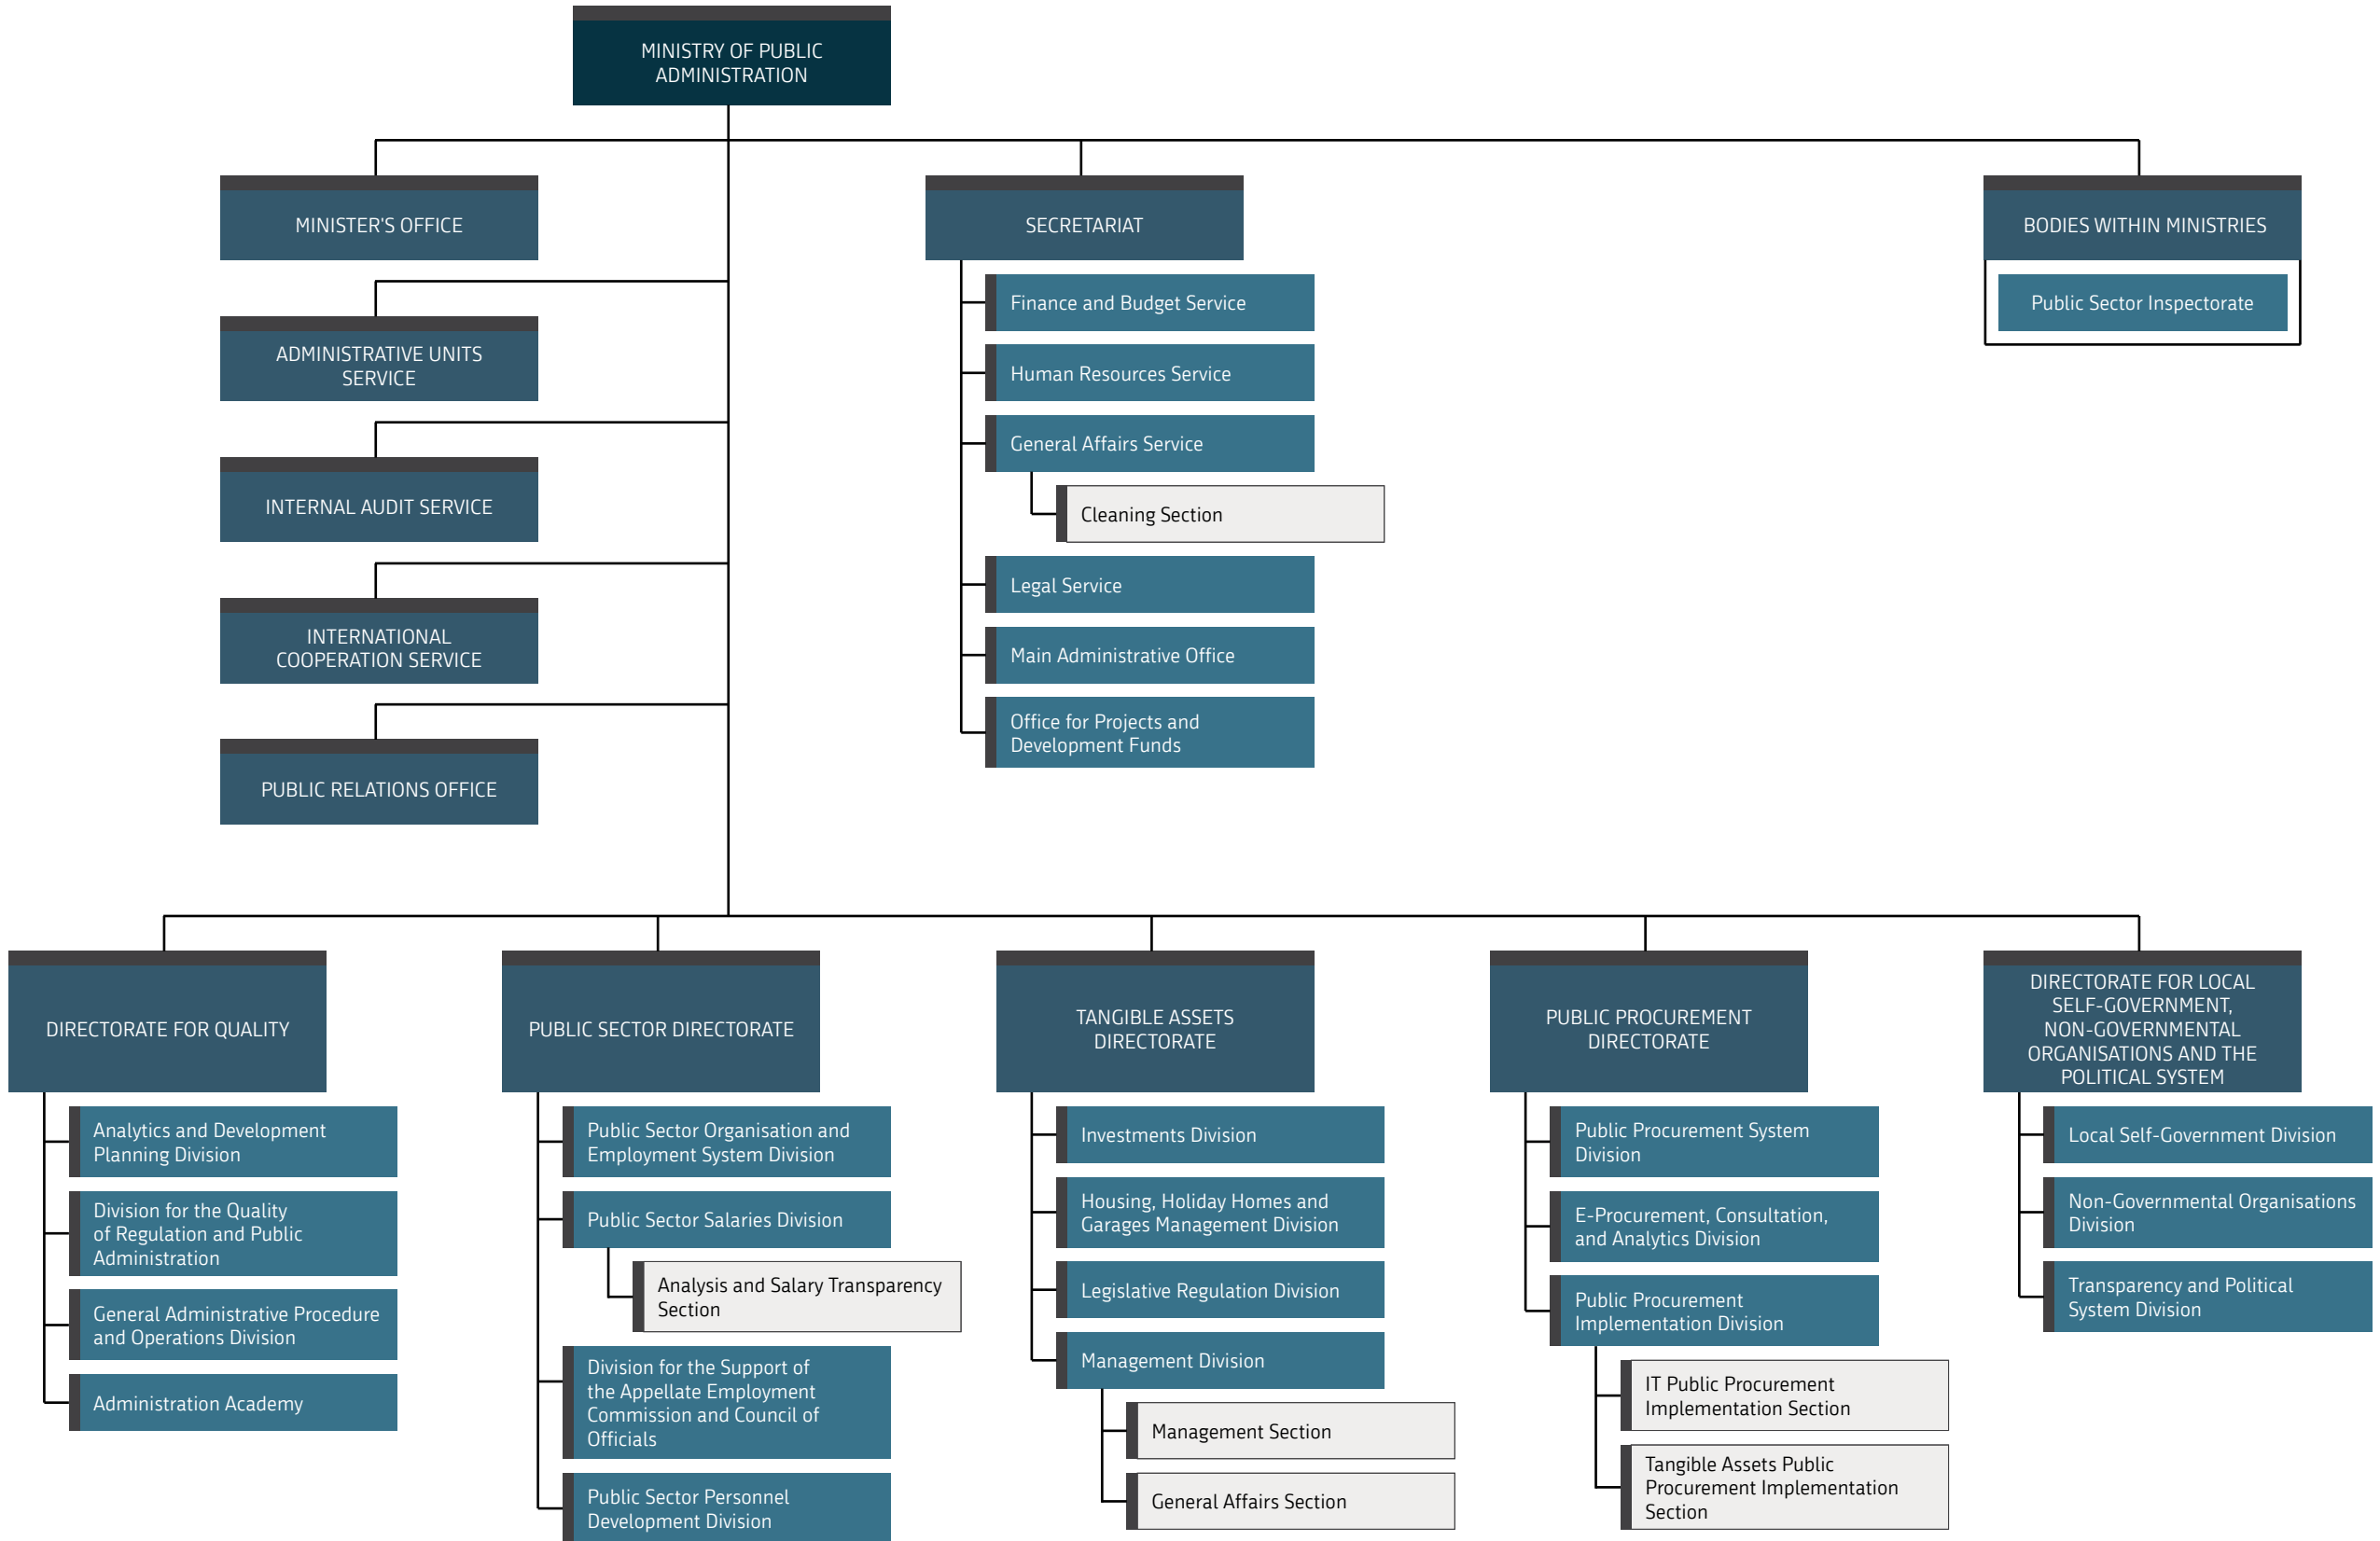 MINISTRY OF PUBLIC
ADMINISTRATION
MINISTER'S OFFICE
SECRETARIAT
BODIES WITHIN MINISTRIES
Public Sector Inspectorate
ADMINISTRATIVE UNITS
SERVICE
INTERNAL AUDIT SERVICE
INTERNATIONAL
COOPERATION SERVICE
PUBLIC RELATIONS OFFICE
Finance and Budget Service
Human Resources Service
General Affairs Service
Cleaning Section
Legal Service
Main Administrative Office
Office for Projects and
Development Funds
DIRECTORATE FOR QUALITY
Analytics and Development
Planning Division
Division for the Quality
of Regulation and Public
Administration
General Administrative Procedure
and Operations Division
Administration Academy
PUBLIC SECTOR DIRECTORATE
Public Sector Organisation and
Employment System Division
Public Sector Salaries Division
Analysis and Salary Transparency
Section
Division for the Support of
the Appellate Employment
Commission and Council of
Officials
Public Sector Personnel
Development Division
TANGIBLE ASSETS
DIRECTORATE
Investments Division
Housing, Holiday Homes and
Garages Management Division
Legislative Regulation Division
Management Division
Management Section
General Affairs Section
PUBLIC PROCUREMENT
DIRECTORATE
Public Procurement System
Division
E-Procurement, Consultation,
and Analytics Division
Public Procurement
Implementation Division
IT Public Procurement
Implementation Section
Tangible Assets Public
Procurement Implementation
Section
DIRECTORATE FOR LOCAL
SELF-GOVERNMENT,
NON-GOVERNMENTAL
ORGANISATIONS AND THE
POLITICAL SYSTEM
Local Self-Government Division
Non-Governmental Organisations
Division
Transparency and Political
System Division